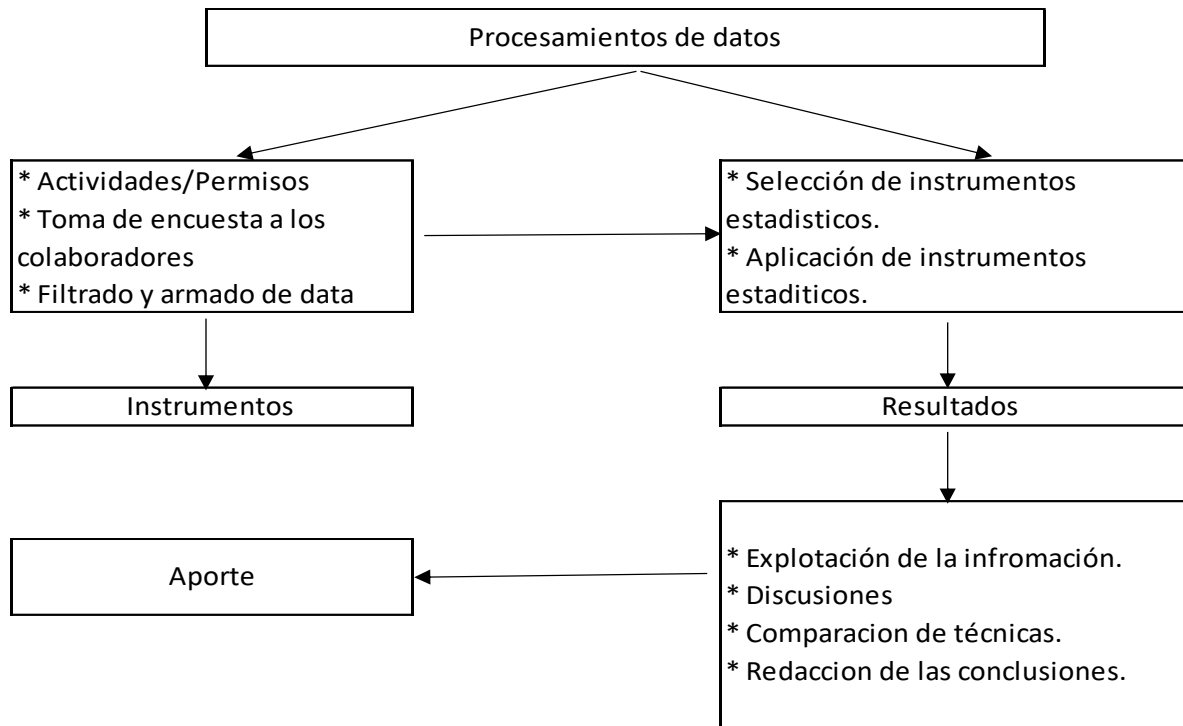 Procesamientos de datos
* Actividades/Permisos
* Toma de encuesta a los
colaboradores
* Filtrado y armado de data
* Selección de instrumentos
estadisticos.
* Aplicación de instrumentos
estaditicos.
Instrumentos
Resultados
Aporte
* Explotación de la infromación.
* Discusiones
* Comparacion de técnicas.
* Redaccion de las conclusiones.